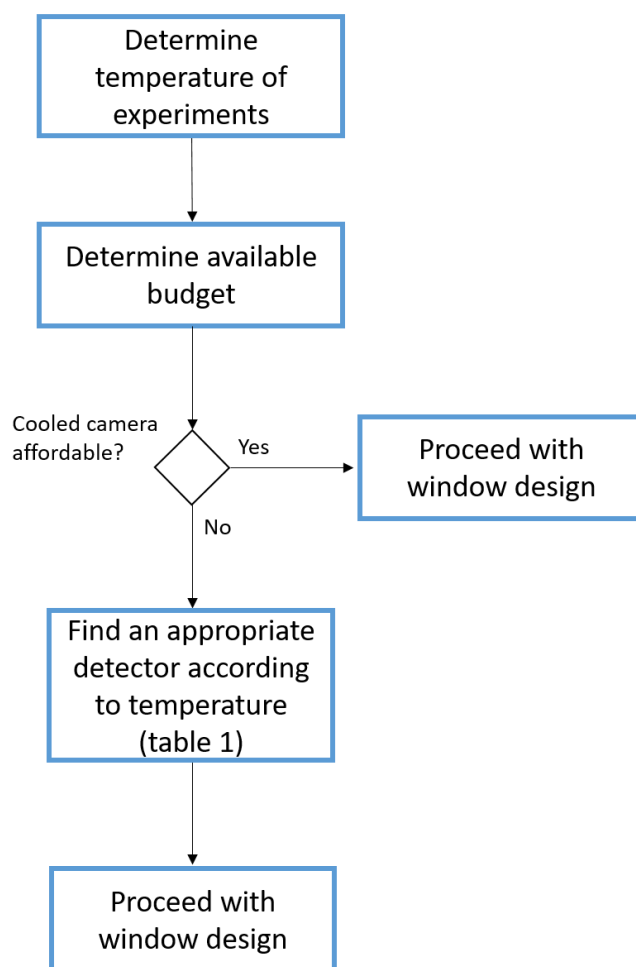 Determine
temperature of
experiments
Determine available
budget
Cooled camera
affordable?
Yes
Proceed with
window design
No
Find an appropriate
detector according
to temperature
(table 1)
Proceed with
window design